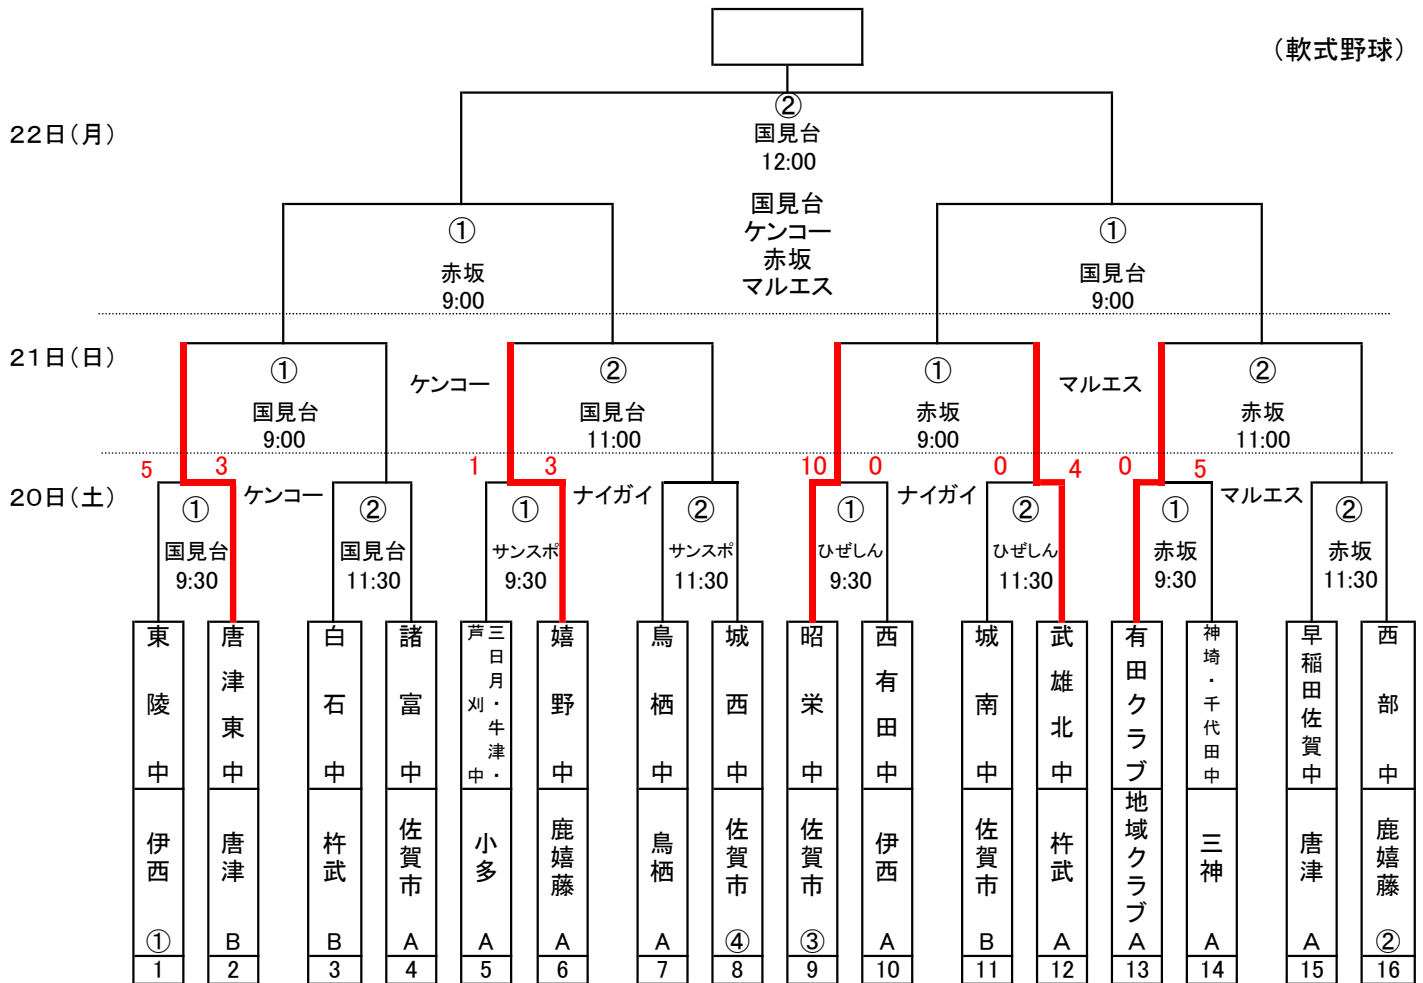 (軟式野球)
22日(月)
②
国見台
12:00
国見台
ケンコー
赤坂
マルエス
①
赤坂
9:00
①
国見台
9:00
21日(日)
①
国見台
9:00
ケンコー
②
国見台
11:00
①
赤坂
9:00
マルエス
②
赤坂
11:00
5 3 1 3 10 0 0 4 0 5
20日(土)
①
国見台
9:30
ケンコー
②
国見台
11:30
①
サンスポ
9:30
ナイガイ
②
サンスポ
11:30
①
ひぜしん
9:30
ナイガイ
②
ひぜしん
11:30
①
赤坂
9:30
マルエス
②
赤坂
11:30
東陵中
伊西
①
1
唐津東中
唐津
B
2
白石中
杵武
B
3
諸富中
佐賀市
A
4
三日月・牛津・
芦刈中
小多
A
5
嬉野中
鹿嬉藤
A
6
鳥栖中
鳥栖
A
7
城西中
佐賀市
④
8
昭栄中
佐賀市
③
9
西有田中
伊西
A
10
城南中
佐賀市
B
11
武雄北中
杵武
A
12
有田クラブ
地域クラブ
A
13
神埼・千代田中
三神
A
14
早稲田佐賀中
唐津
A
15
西部中
鹿嬉藤
②
16